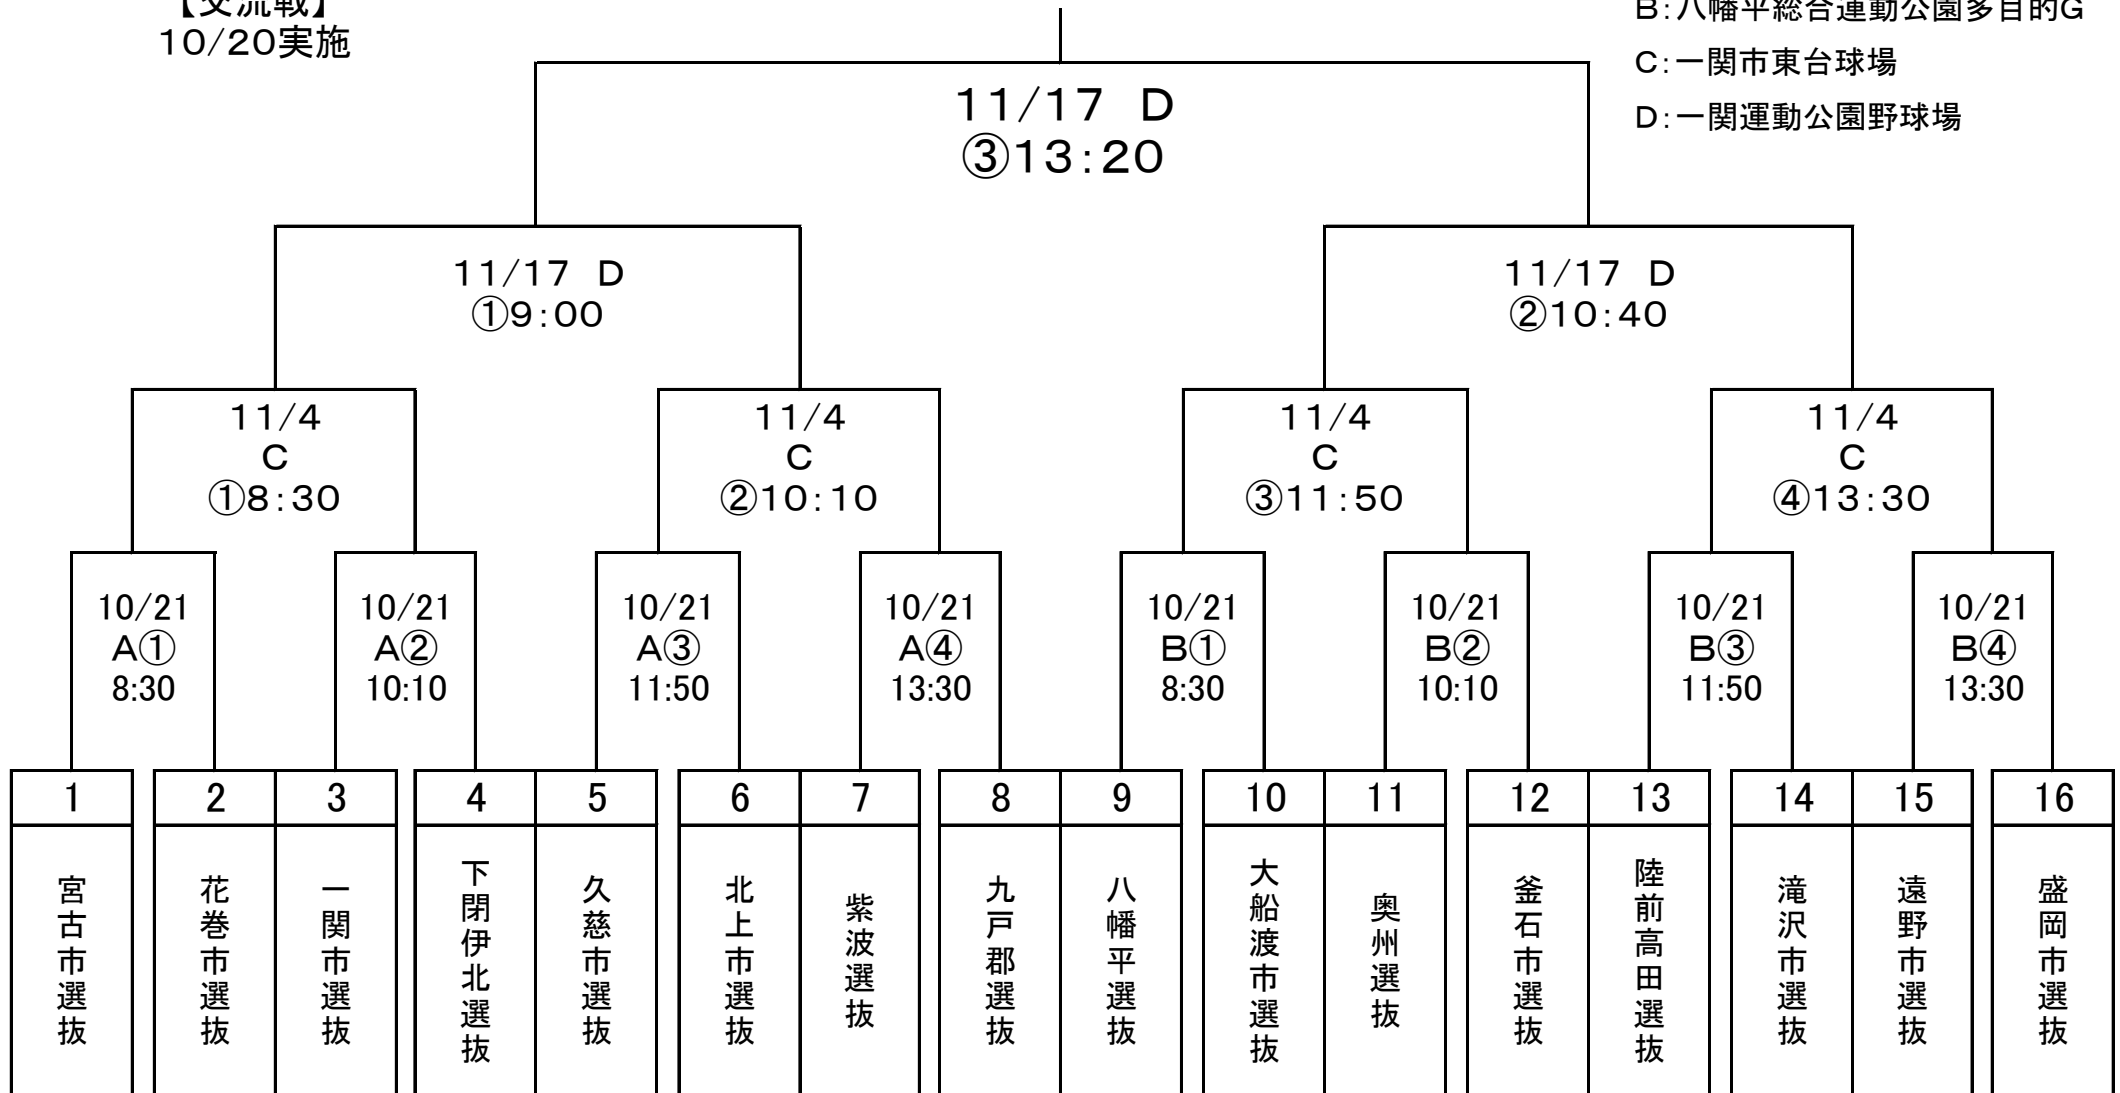 【交流戦】
10/20実施
B:八幡平総合運動公園多目的G
C:一関市東台球場
D:一関運動公園野球場
11/17 D
③13:20
11/17 D
①9:00
11/17 D
②10:40
11/4
C
①8:30
11/4
C
②10:10
11/4
C
③11:50
11/4
C
④13:30
10/21
A①
8:30
10/21
A②
10:10
10/21
A③
11:50
10/21
A④
13:30
10/21
B①
8:30
10/21
B②
10:10
10/21
B③
11:50
10/21
B④
13:30
1
2
3
4
5
6
7
8
9
10
11
12
13
14
15
16
宮古市選抜
花巻市選抜
一関市選抜
下閉伊北選抜
久慈市選抜
北上市選抜
紫波選抜
九戸郡選抜
八幡平選抜
大船渡市選抜
奥州選抜
釜石市選抜
陸前高田選抜
滝沢市選抜
遠野市選抜
盛岡市選抜